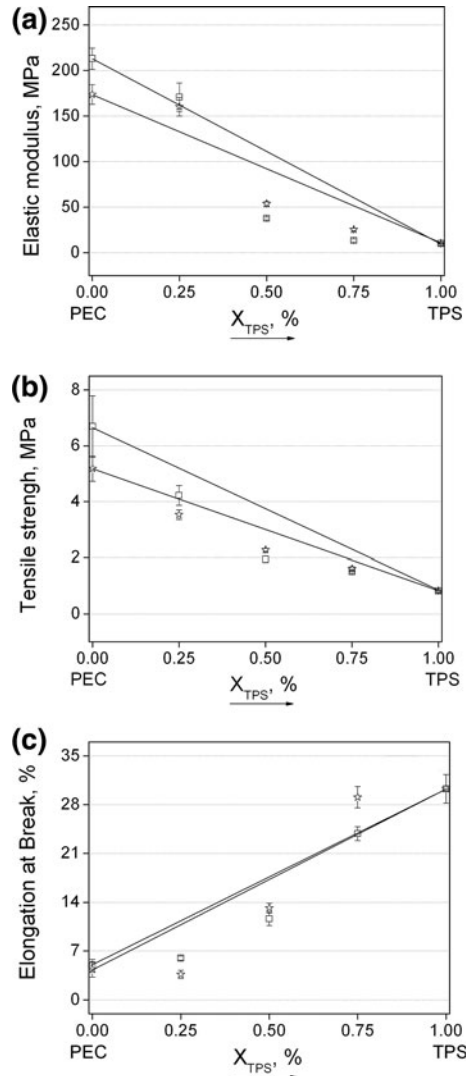 (a)
Elastic modulus, MPa
250
200
150
100
50
0
0.00 0.25 0.50 0.75 1.00
PEC TPS
X_TPS, %
(b)
Tensile strengh, MPa
8
6
4
2
0
0.00 0.25 0.50 0.75 1.00
PEC TPS
X_TPS, %
(c)
Elongation at Break, %
35
28
21
14
7
0
0.00 0.25 0.50 0.75 1.00
PEC TPS
X_TPS, %